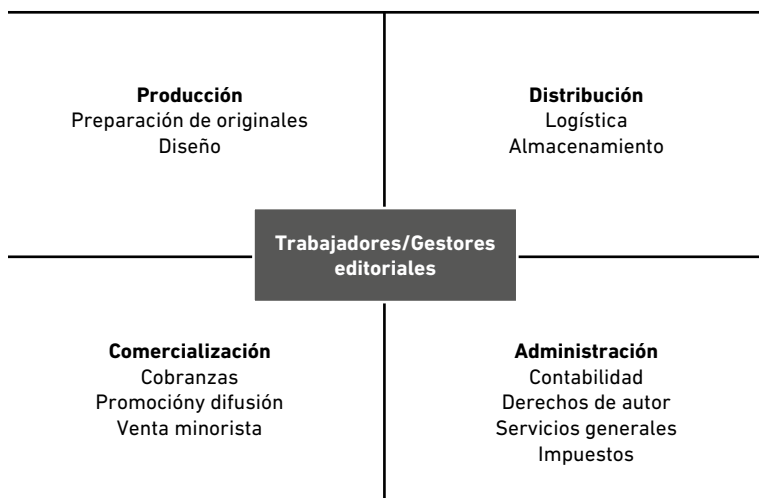 Producción
Preparación de originales
Diseño
Distribución
Logística
Almacenamiento
Trabajadores/Gestores
editoriales
Comercialización
Cobranzas
Promocióny difusión
Venta minorista
Administración
Contabilidad
Derechos de autor
Servicios generales
Impuestos